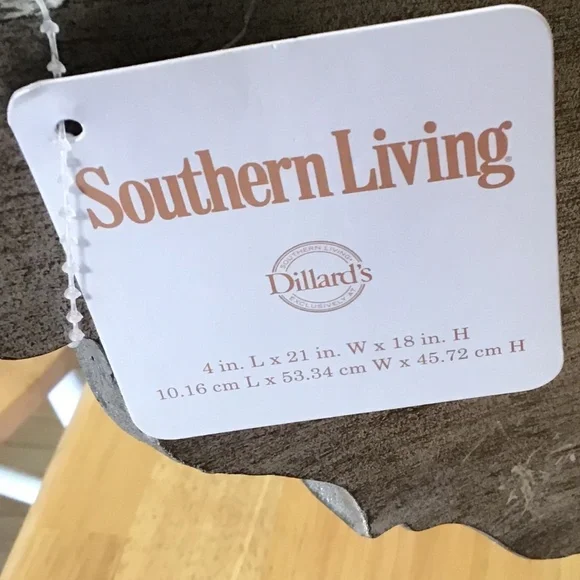 Southern Living®
SOUTHERN LIVING
Dillard's
EXCLUSIVELY AT
4 in. L x 21 in. W x 18 in. H
10.16 cm L x 53.34 cm W x 45.72 cm H